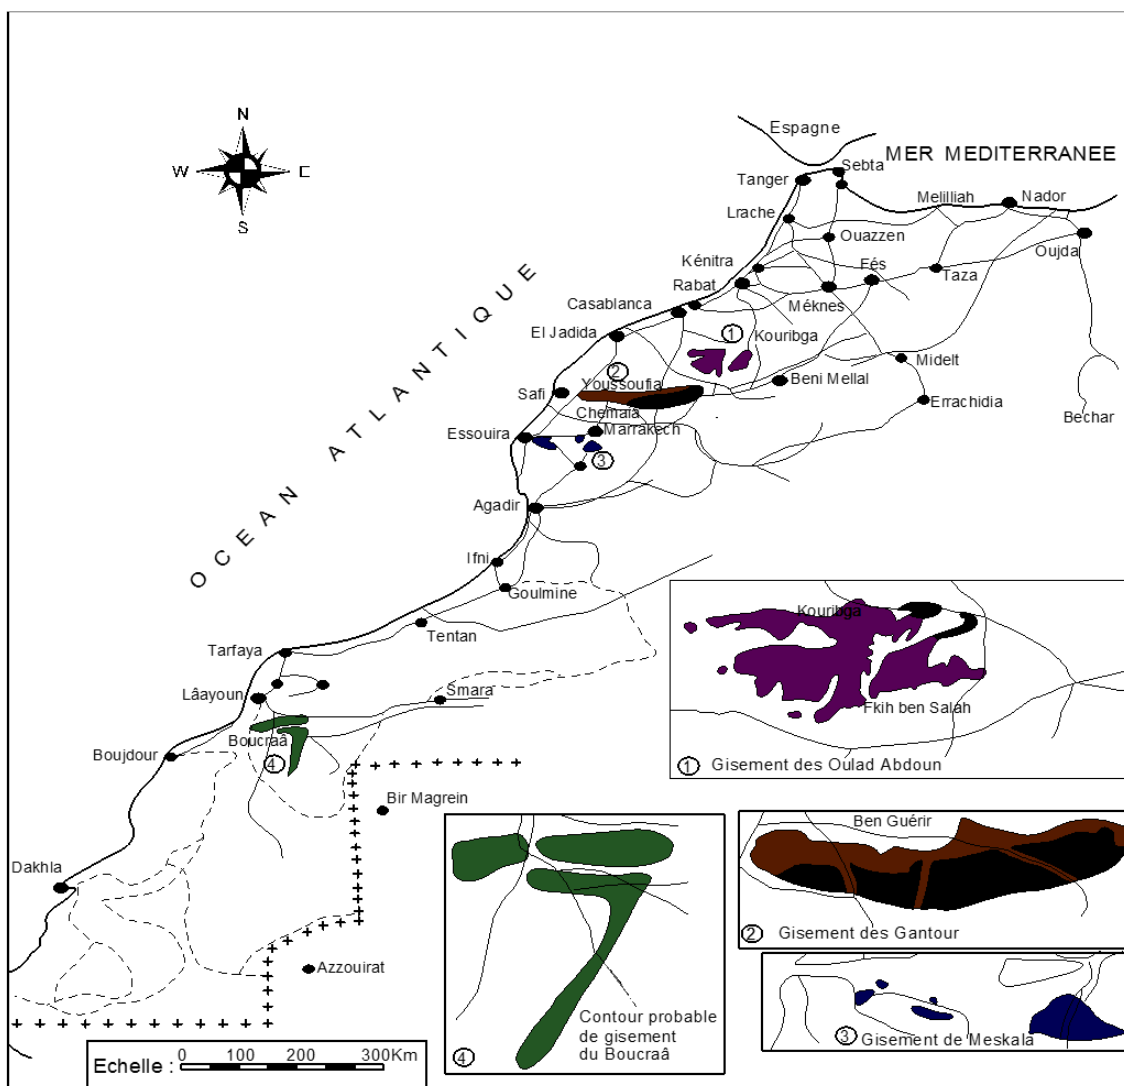 N
W
E
S
OCEAN ATLANTIQUE
Espagne
MER MEDITERRANEE
Sebta
Tanger
Melilliah
Nador
Lrache
Ouazzen
Oujda
Kénitra
Fés
Taza
Rabat
Méknes
Casablanca
El Jadida
1
Kouribga
Midelt
2
Youssoufia
Beni Mellal
Safi
Errachidia
Chemaia
Bechar
Marrakech
Essouira
3
Agadir
Ifni
Goulmine
Tentan
Tarfaya
Lâayoun
Smara
Boucraâ
Boujdour
4
Bir Magrein
Dakhla
Azzouirat
Kouribga
Fkih ben Salah
1 Gisement des Oulad Abdoun
Ben Guérir
2 Gisement des Gantour
3 Gisement de Meskala
Contour probable
de gisement
du Boucraâ
4
Echelle : 0 100 200 300Km